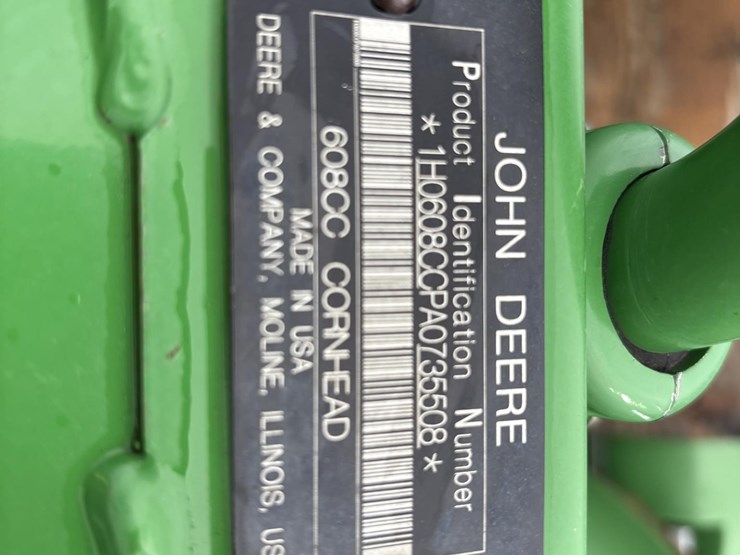 JOHN DEERE
Product Identification Number
* 1H0608CCPA0735508 *
608CC CORNHEAD
MADE IN USA
DEERE & COMPANY, MOLINE, ILLINOIS, US